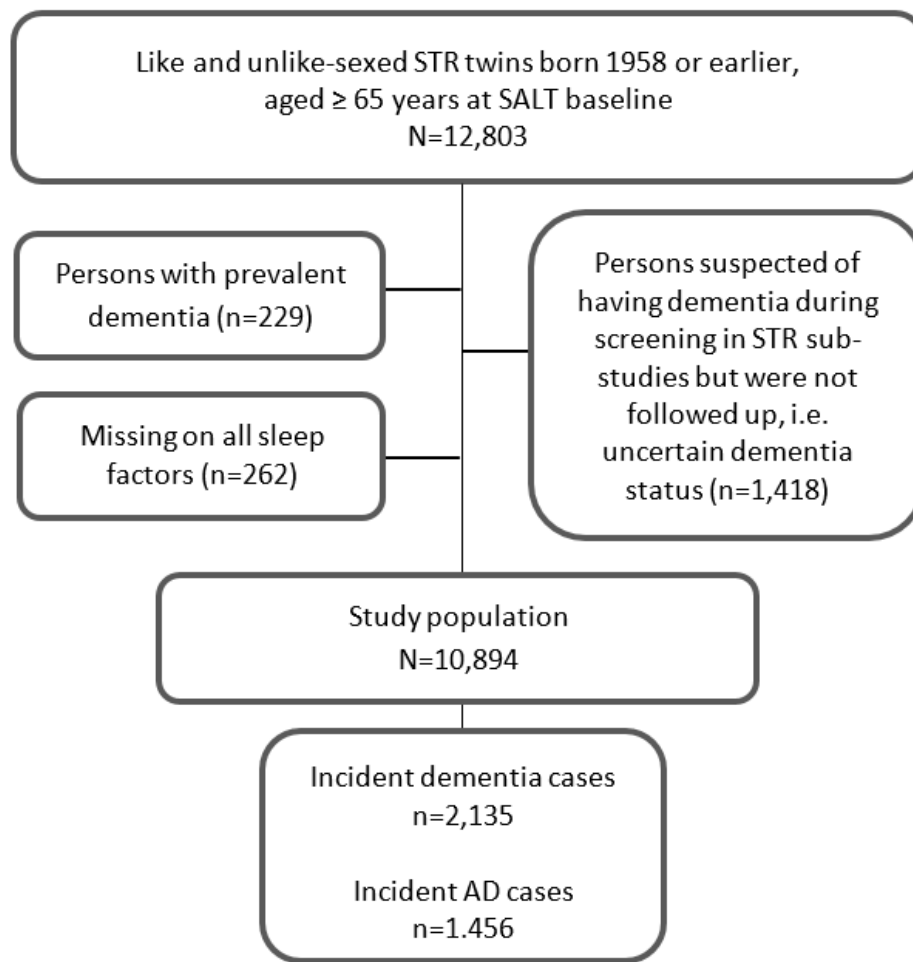 Like and unlike-sexed STR twins born 1958 or earlier,
aged ≥ 65 years at SALT baseline
N=12,803
Persons with prevalent
dementia (n=229)
Persons suspected of
having dementia during
screening in STR sub-
studies but were not
followed up, i.e.
uncertain dementia
status (n=1,418)
Missing on all sleep
factors (n=262)
Study population
N=10,894
Incident dementia cases
n=2,135
Incident AD cases
n=1.456